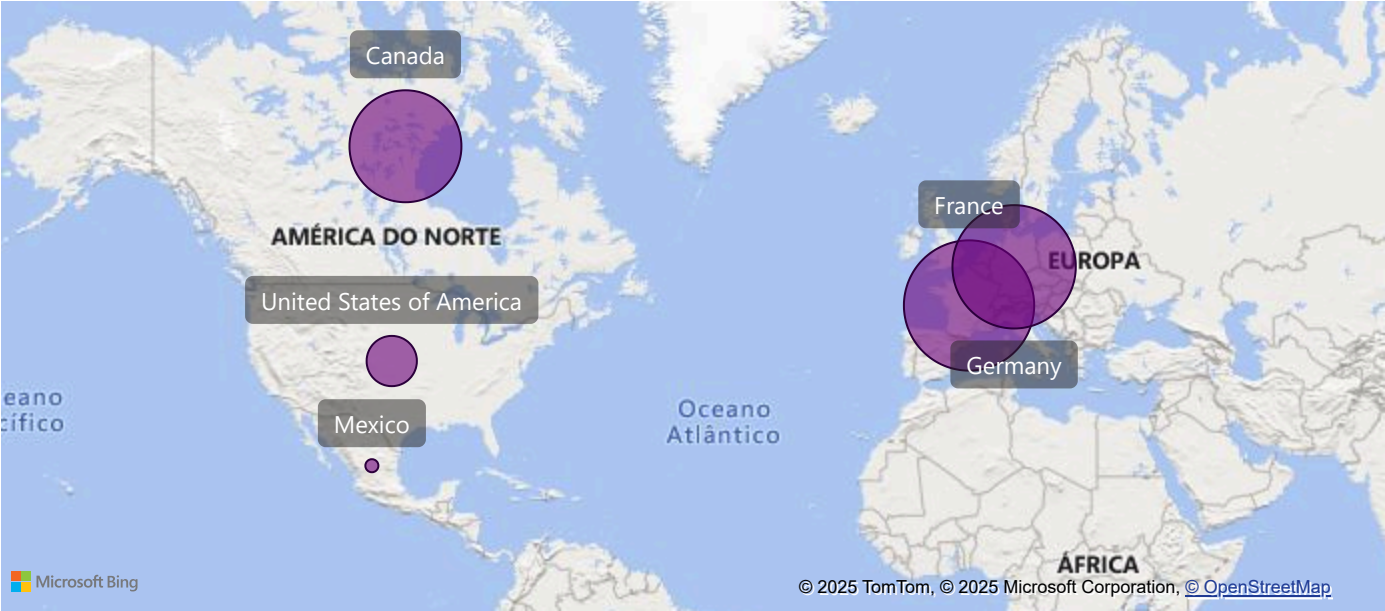 Canada
AMÉRICA DO NORTE
United States of America
Mexico
eano
cífico
Oceano
Atlântico
France
EUROPA
Germany
ÁFRICA
Microsoft Bing
© 2025 TomTom, © 2025 Microsoft Corporation, © OpenStreetMap